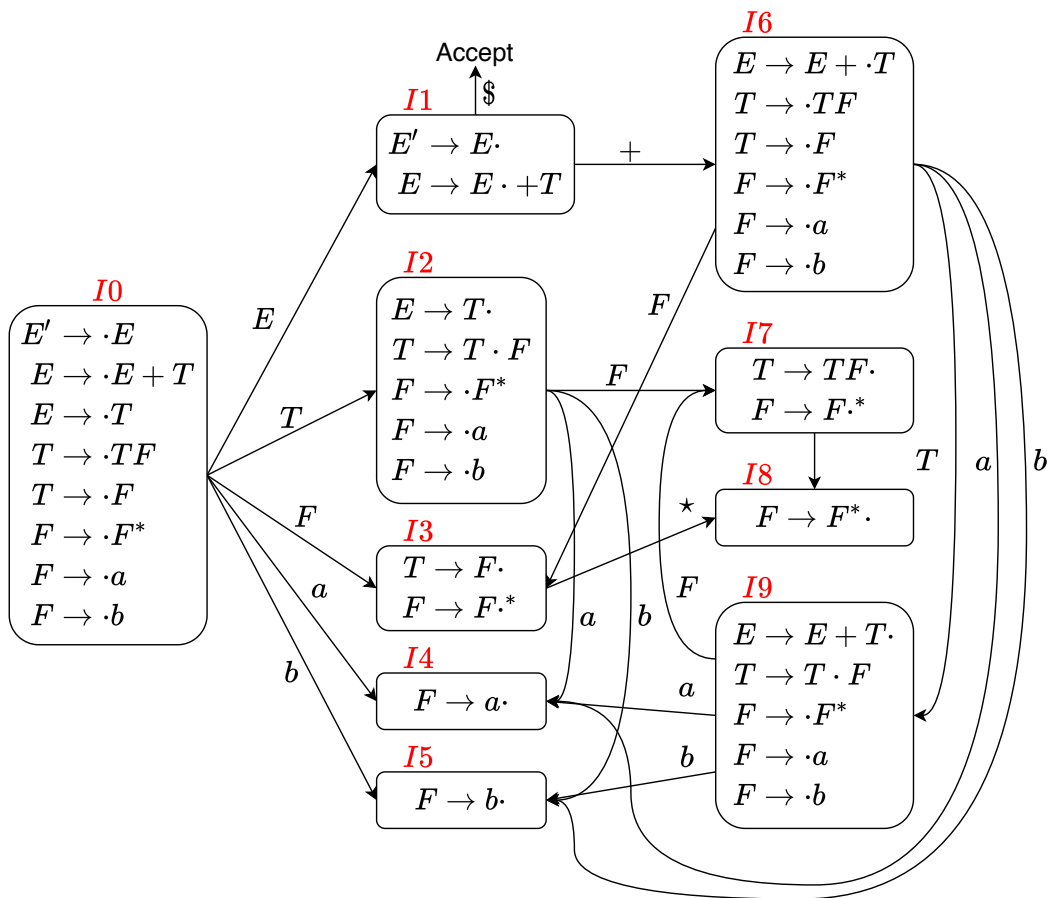 I0
E′ → ·E
E → ·E + T
E → ·T
T → ·TF
T → ·F
F → ·F*
F → ·a
F → ·b
E
T
F
a
b
Accept
$
I1
E′ → E·
E → E · +T
+
I2
E → T·
T → T · F
F → ·F*
F → ·a
F → ·b
F
a
b
I3
T → F·
F → F·*
⋆
I4
F → a·
I5
F → b·
I6
E → E + ·T
T → ·TF
T → ·F
F → ·F*
F → ·a
F → ·b
F
T
a
b
I7
T → TF·
F → F·*
I8
F → F* ·
I9
E → E + T·
T → T · F
F → ·F*
F → ·a
F → ·b
F
a
b